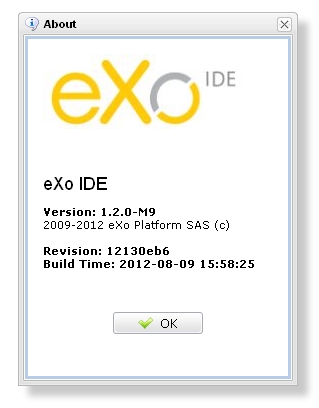 About
eXo IDE
eXo IDE
Version: 1.2.0-M9
2009-2012 eXo Platform SAS (c)
Revision: 12130eb6
Build Time: 2012-08-09 15:58:25
OK